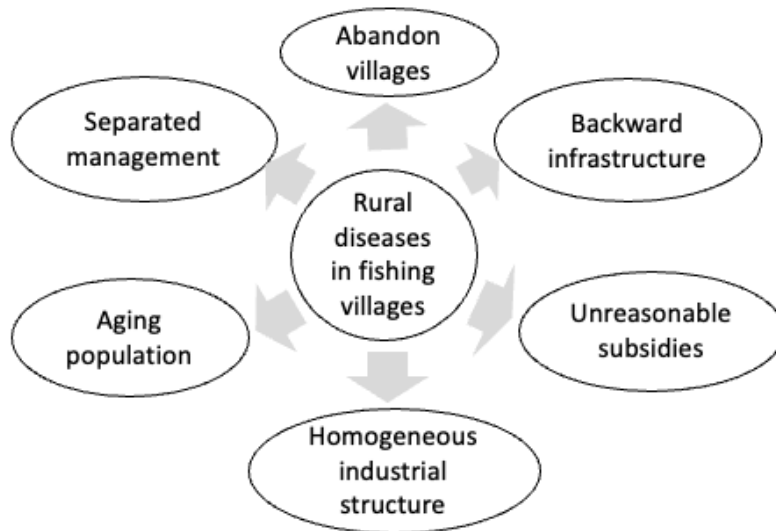 Abandon
villages
Separated
management
Backward
infrastructure
Rural
diseases
in fishing
villages
Aging
population
Unreasonable
subsidies
Homogeneous
industrial
structure